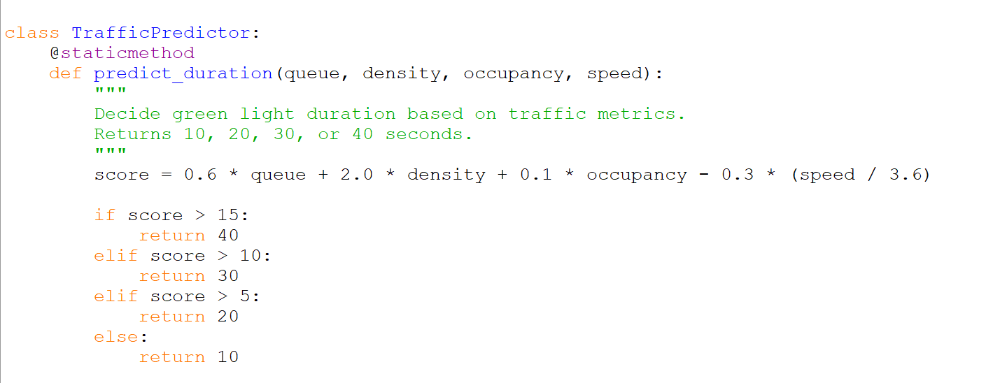 class TrafficPredictor:
    @staticmethod
    def predict_duration(queue, density, occupancy, speed):
        """
        Decide green light duration based on traffic metrics.
        Returns 10, 20, 30, or 40 seconds.
        """
        score = 0.6 * queue + 2.0 * density + 0.1 * occupancy - 0.3 * (speed / 3.6)

        if score > 15:
            return 40
        elif score > 10:
            return 30
        elif score > 5:
            return 20
        else:
            return 10